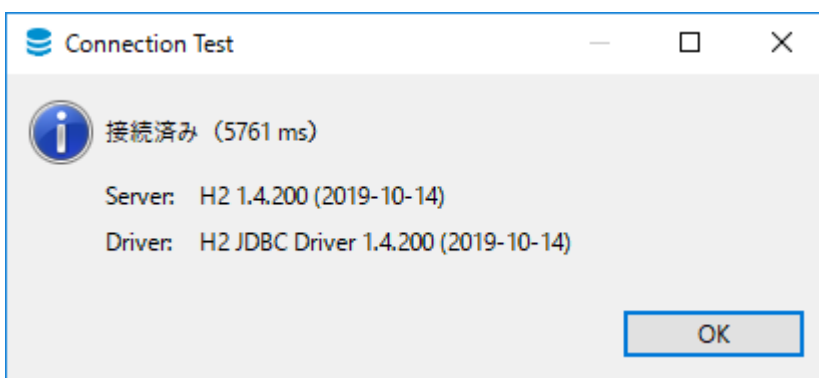 Connection Test
接続済み（5761 ms）
Server: H2 1.4.200 (2019-10-14)
Driver: H2 JDBC Driver 1.4.200 (2019-10-14)
OK